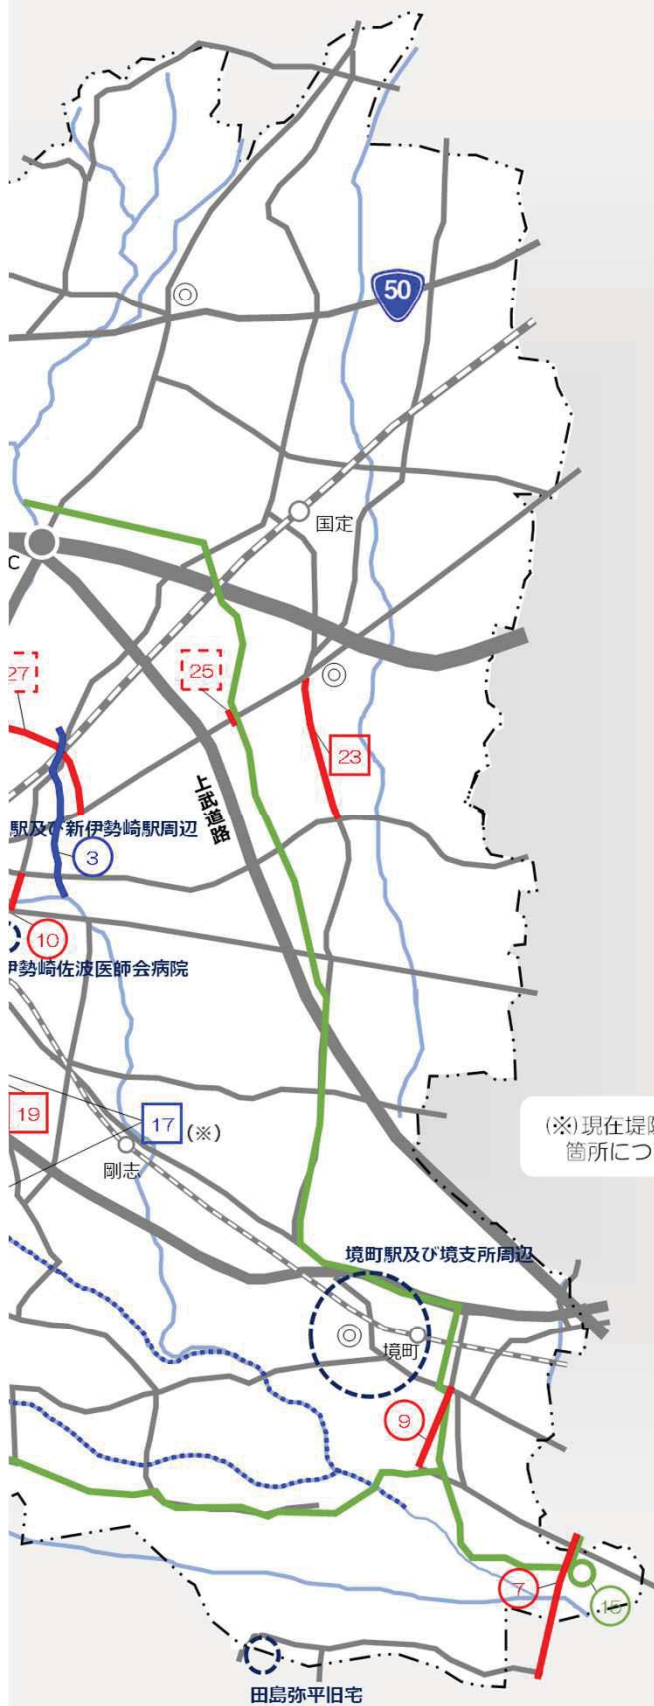 50
国定
C
27
25
23
上武道路
駅及び新伊勢崎駅周辺
3
10
伊勢崎佐波医師会病院
19
17
(※)
剛志
(※)現在堤防
箇所につ
境町駅及び境支所周辺
境町
9
7
15
田島弥平旧宅